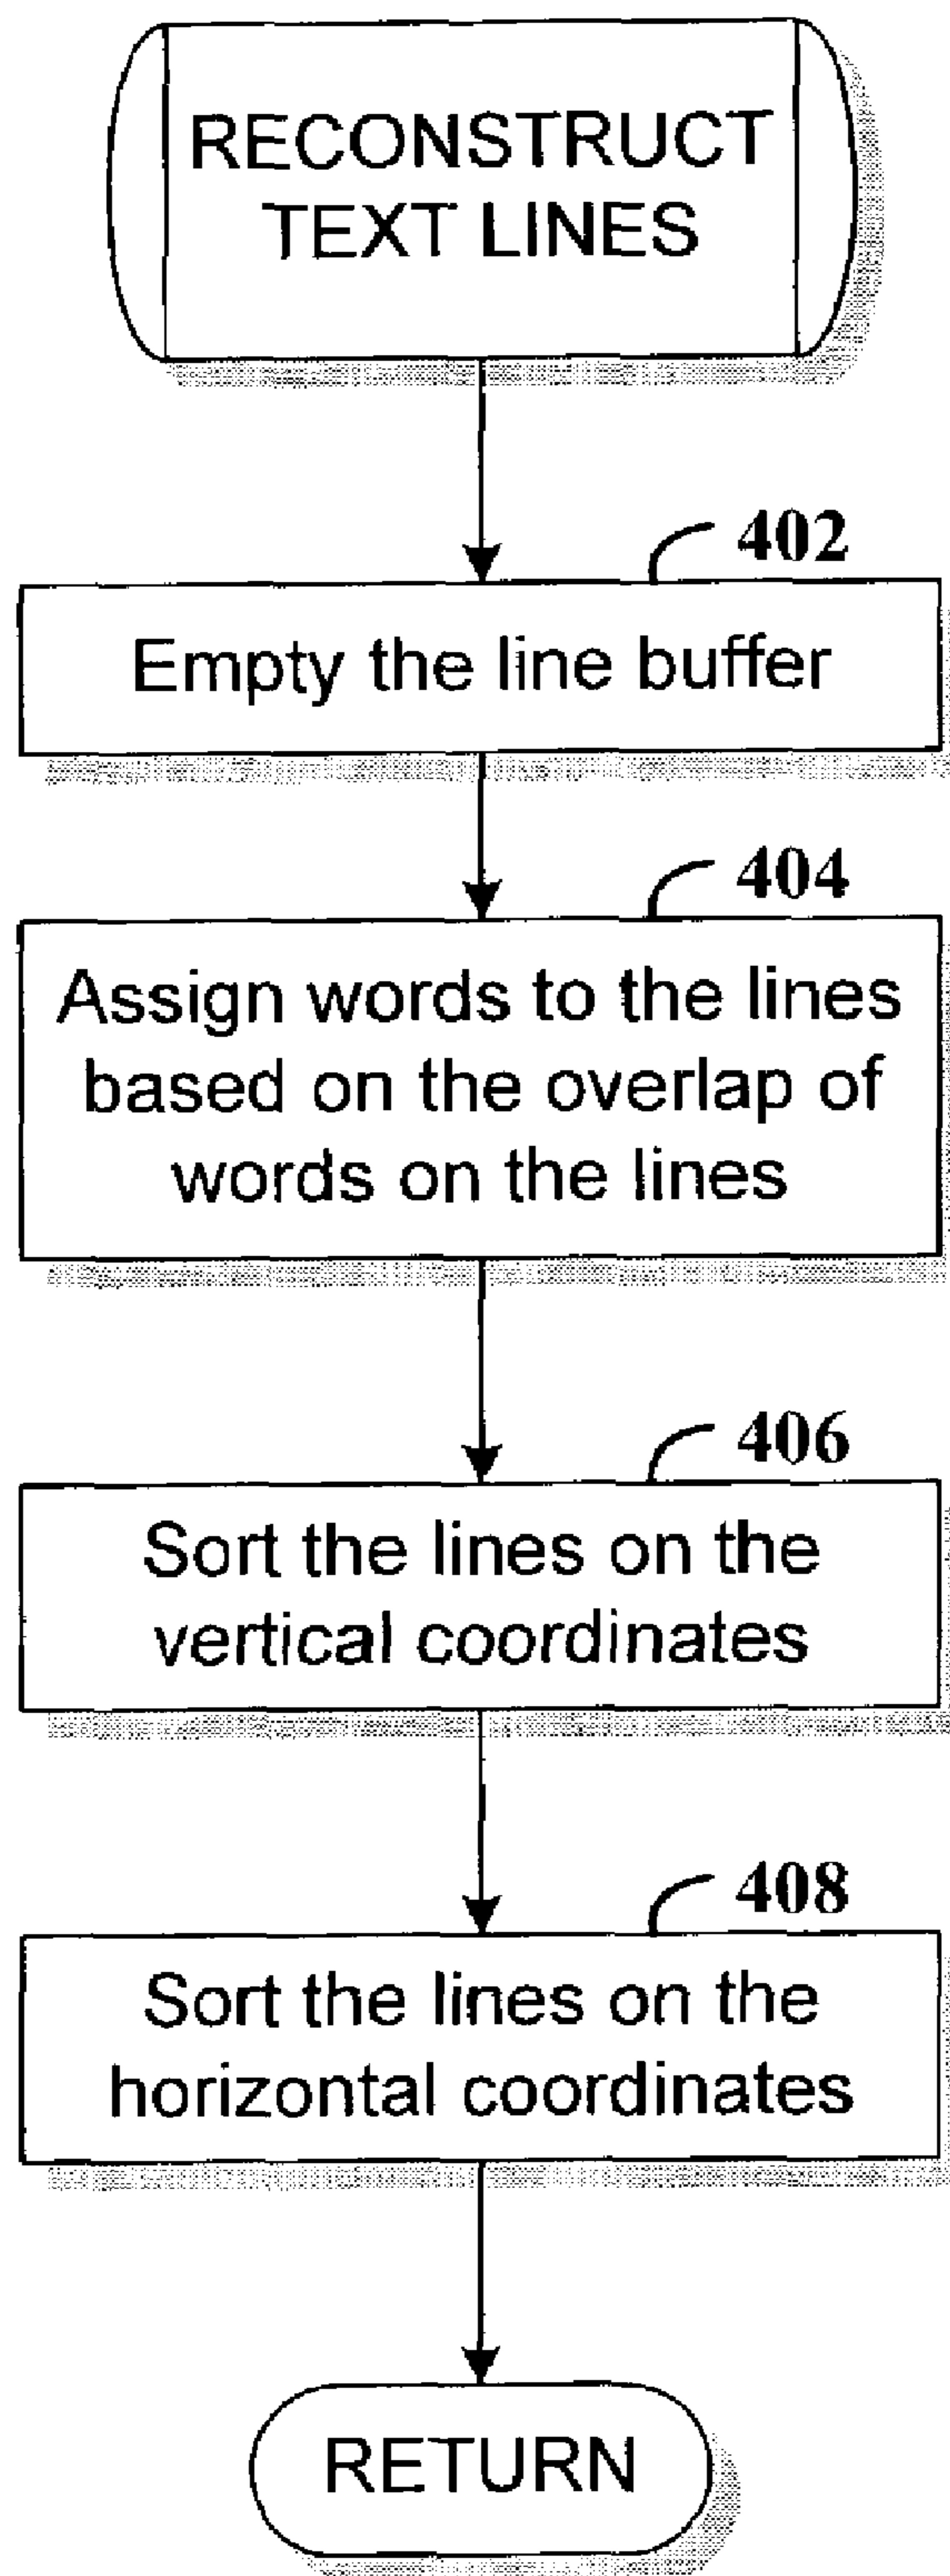 RECONSTRUCT
TEXT LINES
402
Empty the line buffer
404
Assign words to the lines
based on the overlap of
words on the lines
406
Sort the lines on the
vertical coordinates
408
Sort the lines on the
horizontal coordinates
RETURN